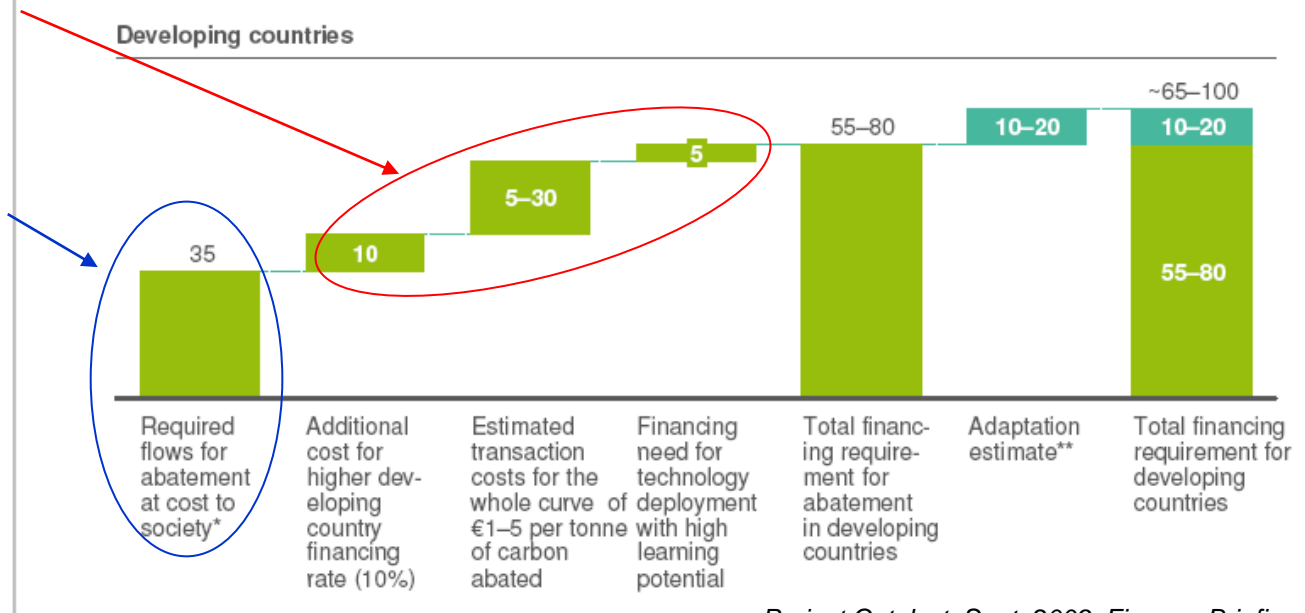 Developing countries
~65–100
55–80
10–20
10–20
5
5–30
35
10
55–80
Required
flows for
abatement
at cost to
society*
Additional
cost for
higher dev-
eloping
country
financing
rate (10%)
Estimated
transaction
costs for the
whole curve of
€1–5 per tonne
of carbon
abated
Financing
need for
technology
deployment
with high
learning
potential
Total financ-
ing require-
ment for
abatement
in developing
countries
Adaptation
estimate**
Total financing
requirement for
developing
countries